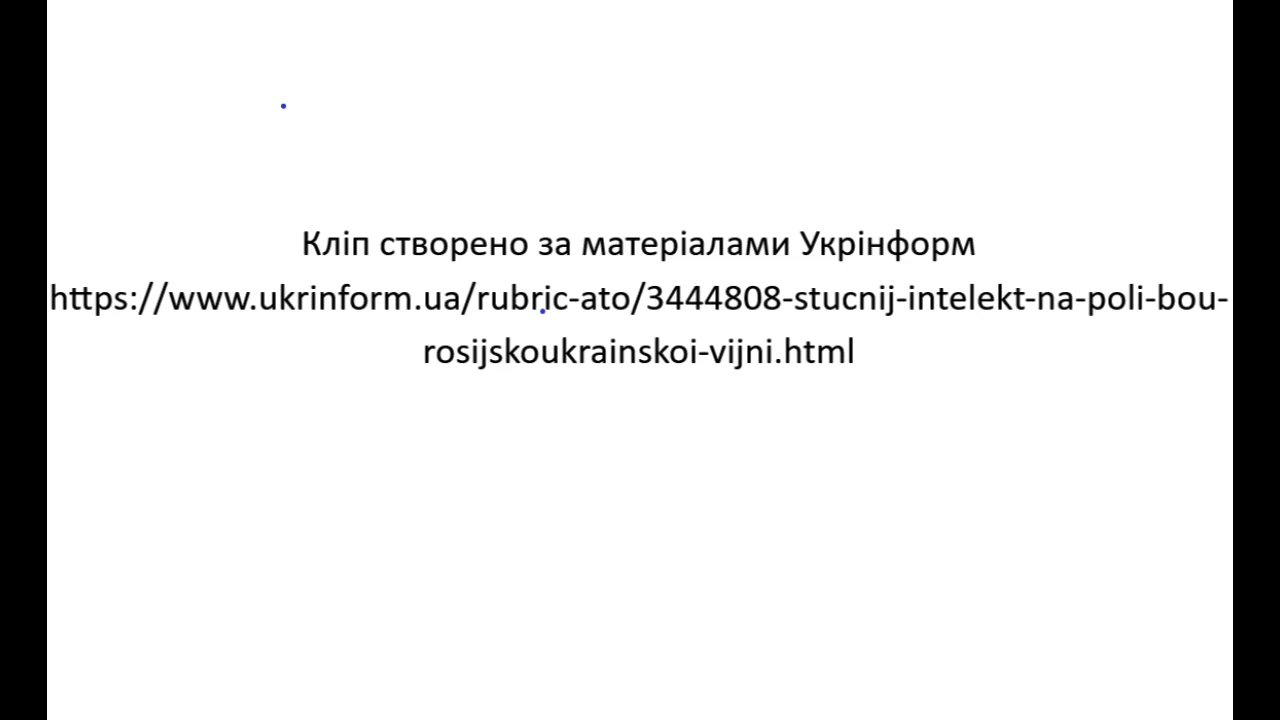 Кліп створено за матеріалами Укрінформ
https://www.ukrinform.ua/rubric-ato/3444808-stucnij-intelekt-na-poli-bou-
rosijskoukrainskoi-vijni.html